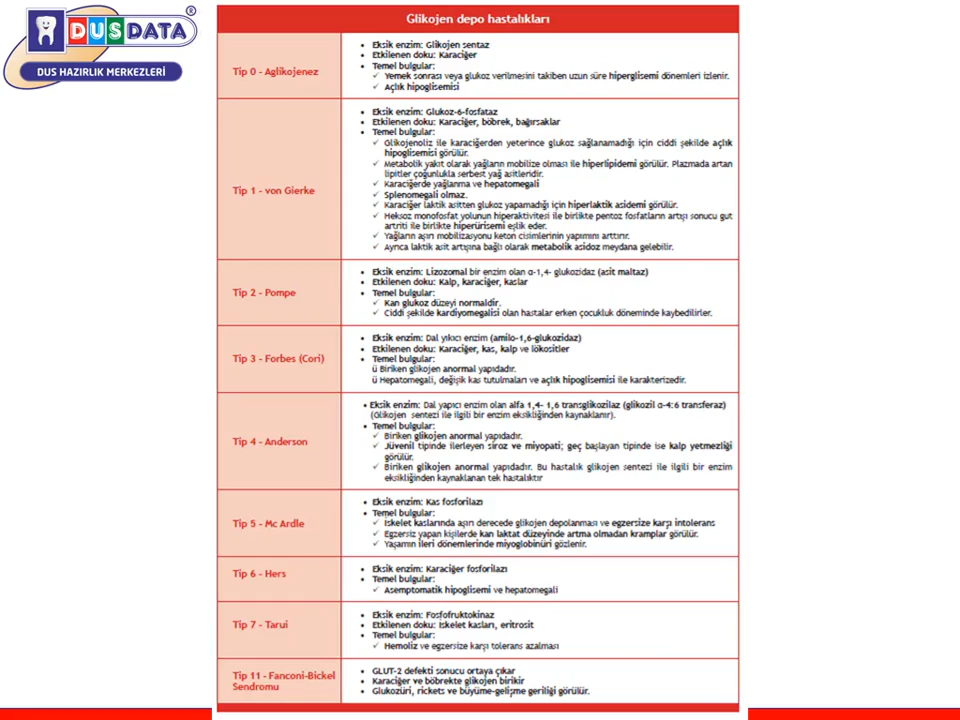 DUSDATA®
DUS HAZIRLIK MERKEZLERİ
Glikojen depo hastalıkları
Tip 0 - Aglikojenez
• Eksik enzim: Glikojen sentaz
• Etkilenen doku: Karaciğer
• Temel bulgular:
✓ Yemek sonrası veya glukoz verilmesini takiben uzun süre hiperglisemi dönemleri izlenir.
✓ Açlık hipoglisemisi
Tip 1 - von Gierke
• Eksik enzim: Glukoz-6-fosfataz
• Etkilenen doku: Karaciğer, böbrek, bağırsaklar
• Temel bulgular:
✓ Glikojenoliz ile karaciğerden yeterince glukoz sağlanamadığı için ciddi şekilde açlık
hipoglisemisi görülür.
✓ Metabolik yakıt olarak yağların mobilize olması ile hiperlipidemi görülür. Plazmada artan
lipitler çoğunlukla serbest yağ asitleridir.
✓ Karaciğerde yağlanma ve hepatomegali
✓ Splenomegali olmaz.
✓ Karaciğer laktik asitten glukoz yapamadığı için hiperlaktik asidemi görülür.
✓ Heksoz monofosfat yolunun hiperaktivitesi ile birlikte pentoz fosfatların artışı sonucu gut
artriti ile birlikte hiperürisemi eşlik eder.
✓ Yağların aşırı mobilizasyonu keton cisimlerinin yapımını arttırır.
✓ Ayrıca laktik asit artışına bağlı olarak metabolik asidoz meydana gelebilir.
Tip 2 - Pompe
• Eksik enzim: Lizozomal bir enzim olan α-1,4- glukozidaz (asit maltaz)
• Etkilenen doku: Kalp, karaciğer, kaslar
• Temel bulgular:
✓ Kan glukoz düzeyi normaldir.
✓ Ciddi şekilde kardiyomegalisi olan hastalar erken çocukluk döneminde kaybedilirler.
Tip 3 - Forbes (Cori)
• Eksik enzim: Dal yıkıcı enzim (amilo-1,6-glukozidaz)
• Etkilenen doku: Karaciğer, kas, kalp ve lökositler
• Temel bulgular:
ü Biriken glikojen anormal yapıdadır.
ü Hepatomegali, değişik kas tutulmaları ve açlık hipoglisemisi ile karakterizedir.
Tip 4 - Anderson
• Eksik enzim: Dal yapıcı enzim olan alfa 1,4- 1,6 transglikozilaz (glikozil α-4:6 transferaz)
(Glikojen sentezi ile ilgili bir enzim eksikliğinden kaynaklanır).
• Temel bulgular:
✓ Biriken glikojen anormal yapıdadır.
✓ Jüvenil tipinde ilerleyen siroz ve miyopati; geç başlayan tipinde ise kalp yetmezliği
görülür.
✓ Biriken glikojen anormal yapıdadır. Bu hastalık glikojen sentezi ile ilgili bir enzim
eksikliğinden kaynaklanan tek hastalıktır
Tip 5 - Mc Ardle
• Eksik enzim: Kas fosforilazı
• Temel bulgular:
✓ İskelet kaslarında aşırı derecede glikojen depolanması ve egzersize karşı intolerans
✓ Egzersiz yapan kişilerde kan laktat düzeyinde artma olmadan kramplar görülür.
✓ Yaşamın ileri dönemlerinde miyoglobinüri gözlenir.
Tip 6 - Hers
• Eksik enzim: Karaciğer fosforilazı
• Temel bulgular:
✓ Asemptomatik hipoglisemi ve hepatomegali
Tip 7 - Tarui
• Eksik enzim: Fosfofruktokinaz
• Etkilenen doku: İskelet kasları, eritrosit
• Temel bulgular:
✓ Hemoliz ve egzersize karşı tolerans azalması
Tip 11 - Fanconi-Bickel
Sendromu
• GLUT-2 defekti sonucu ortaya çıkar
• Karaciğer ve böbrekte glikojen birikir
• Glukozüri, rickets ve büyüme-gelişme geriliği görülür.